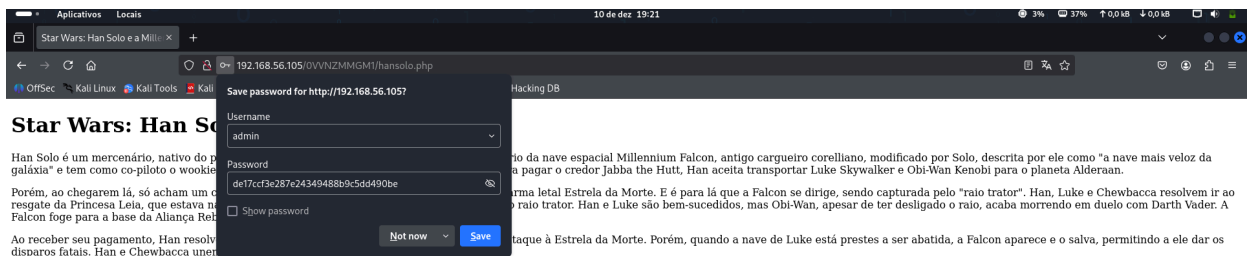 Aplicativos Locais 10 de dez 19:21 3% 37% ↑ 0,0 kB ↓ 0,0 kB
Star Wars: Han Solo e a Mille
192.168.56.105/0VVNZMMGM1/hansolo.php
OffSec Kali Linux Kali Tools Kali Hacking DB
Save password for http://192.168.56.105?
Username
admin
Password
de17ccf3e287e24349488b9c5dd490be
Show password
Not now Save
Star Wars: Han So
Han Solo é um mercenário, nativo do p rio da nave espacial Millennium Falcon, antigo cargueiro corelliano, modificado por Solo, descrita por ele como "a nave mais veloz da
galáxia" e tem como co-piloto o wookie a pagar o credor Jabba the Hutt, Han aceita transportar Luke Skywalker e Obi-Wan Kenobi para o planeta Alderaan.
Porém, ao chegarem lá, só acham um c arma letal Estrela da Morte. E é para lá que a Falcon se dirige, sendo capturada pelo "raio trator". Han, Luke e Chewbacca resolvem ir ao
resgate da Princesa Leia, que estava na o raio trator. Han e Luke são bem-sucedidos, mas Obi-Wan, apesar de ter desligado o raio, acaba morrendo em duelo com Darth Vader. A
Falcon foge para a base da Aliança Reb
Ao receber seu pagamento, Han resolv taque à Estrela da Morte. Porém, quando a nave de Luke está prestes a ser abatida, a Falcon aparece e o salva, permitindo a ele dar os
disparos fatais. Han e Chewbacca unem